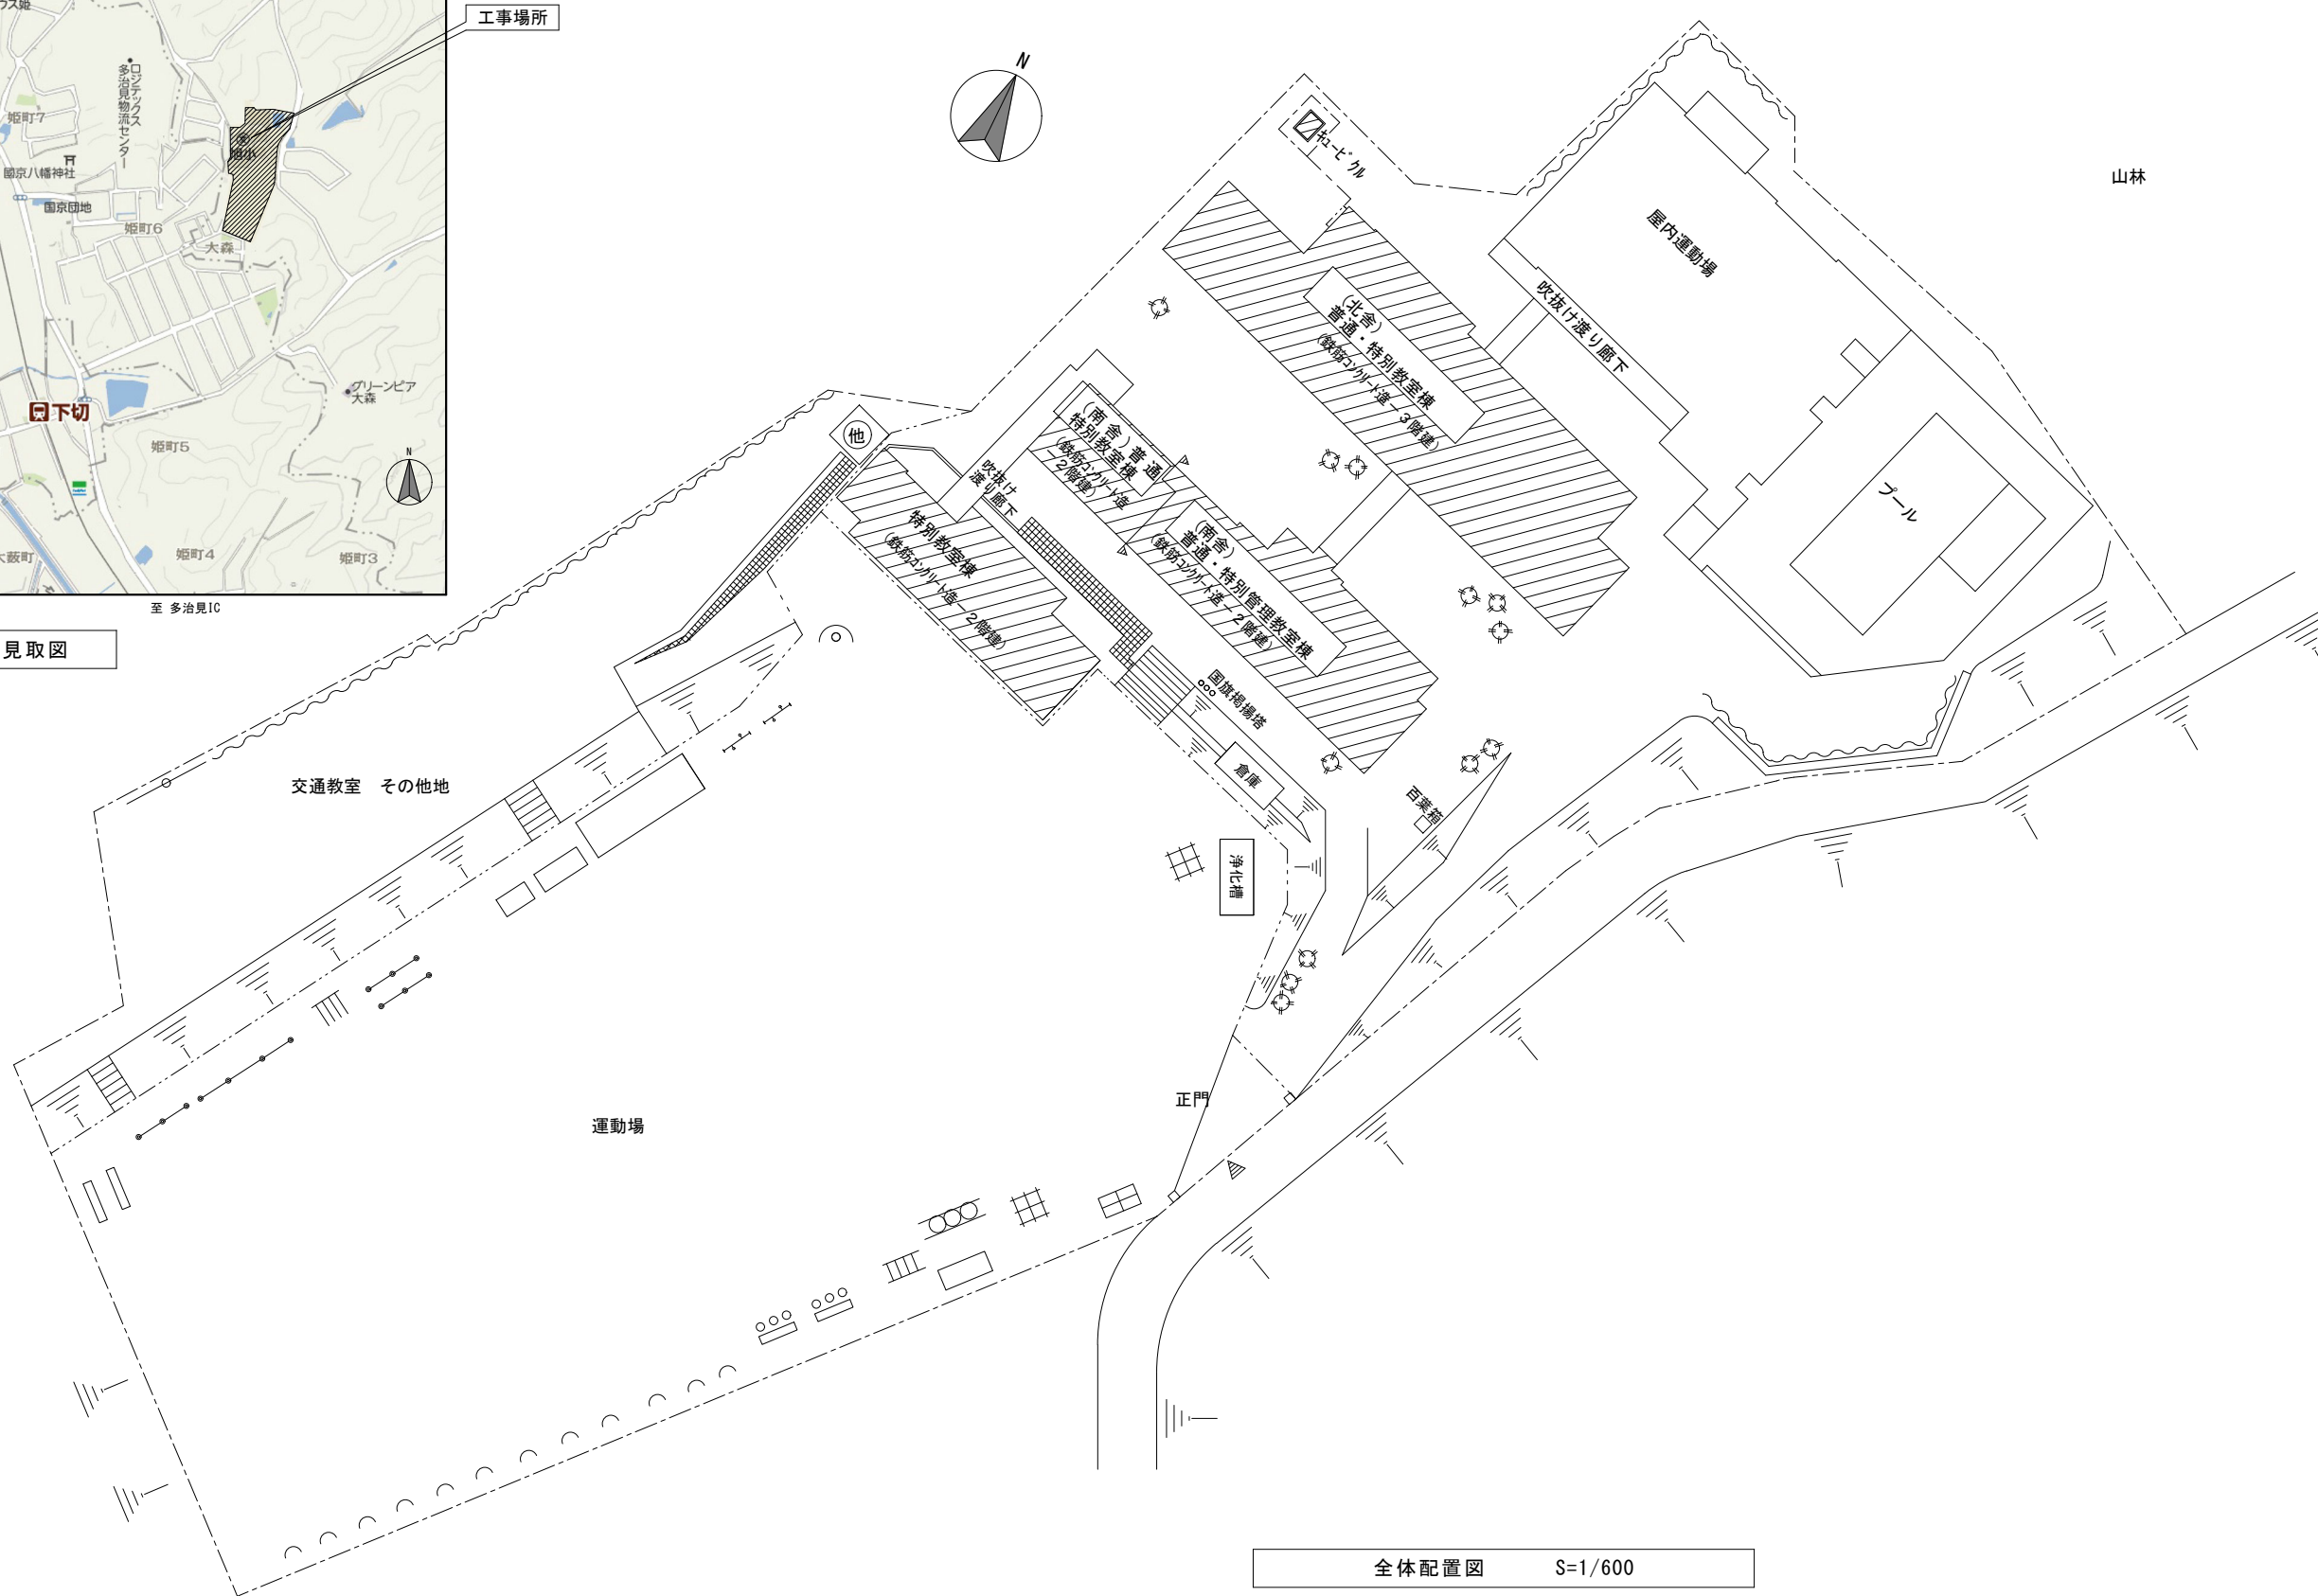 工事場所
ロジテックス
多治見物流センター
姫町7
旭小
國京八幡神社
国京団地
姫町6
大森
グリーンピア
大森
下切
姫町5
N
姫町4
姫町3
至 多治見IC
見取図
N
キュービクル
山林
屋内運動場
吹抜け渡り廊下
(北舎)
普通・特別教室棟
(鉄筋コンクリート造-3階建)
プール
他
(南舎)普通
特別教室棟
(鉄筋コンクリート造
-2階建)
吹抜け
渡り廊下
特別教室棟
(鉄筋コンクリート造-2階建)
(南舎)
普通・特別管理教室棟
(鉄筋コンクリート造-2階建)
国旗掲揚塔
倉庫
百葉箱
浄化槽
交通教室 その他地
正門
運動場
全体配置図 S=1/600